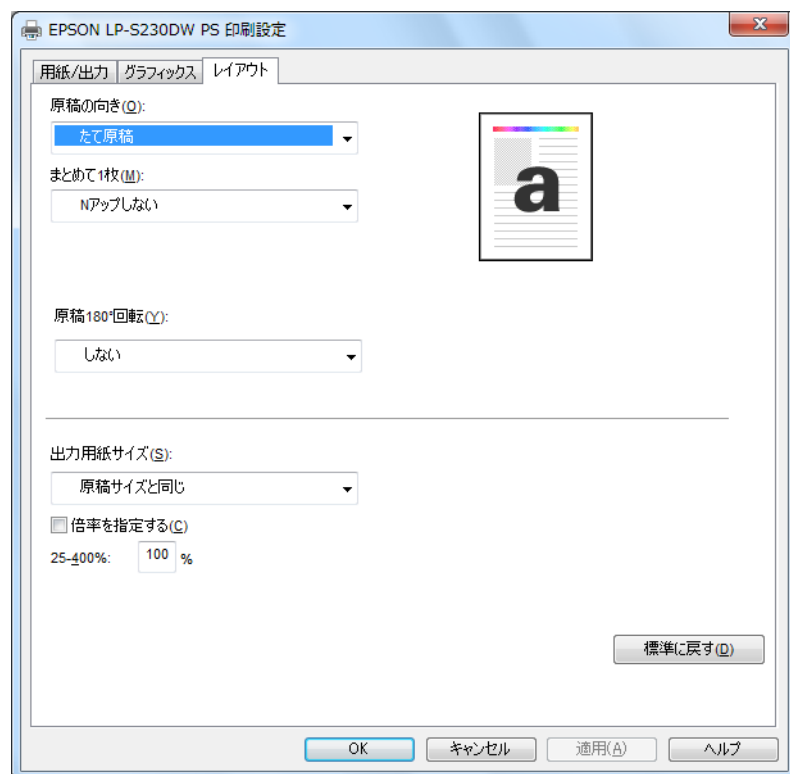 EPSON LP-S230DW PS 印刷設定
用紙/出力 グラフィックス レイアウト
原稿の向き(O):
たて原稿
まとめて1枚(M):
Nアップしない
a
原稿180°回転(Y):
しない
出力用紙サイズ(S):
原稿サイズと同じ
倍率を指定する(C)
25-400%: 100 %
標準に戻す(D)
OK キャンセル 適用(A) ヘルプ